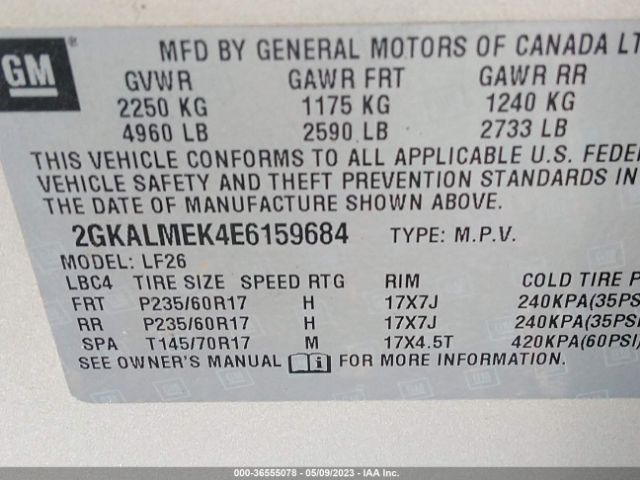 GM
MFD BY GENERAL MOTORS OF CANADA LT
GVWR GAWR FRT GAWR RR
2250 KG 1175 KG 1240 KG
4960 LB 2590 LB 2733 LB
THIS VEHICLE CONFORMS TO ALL APPLICABLE U.S. FEDER
VEHICLE SAFETY AND THEFT PREVENTION STANDARDS IN
THE DATE OF MANUFACTURE SHOWN ABOVE.
2GKALMEK4E6159684 TYPE: M.P.V.
MODEL: LF26
LBC4 TIRE SIZE SPEED RTG RIM COLD TIRE P
FRT P235/60R17 H 17X7J 240KPA(35PSI
RR P235/60R17 H 17X7J 240KPA(35PSI
SPA T145/70R17 M 17X4.5T 420KPA(60PSI)
SEE OWNER'S MANUAL FOR MORE INFORMATION
000-36555078 - 05/09/2023 - IAA Inc.